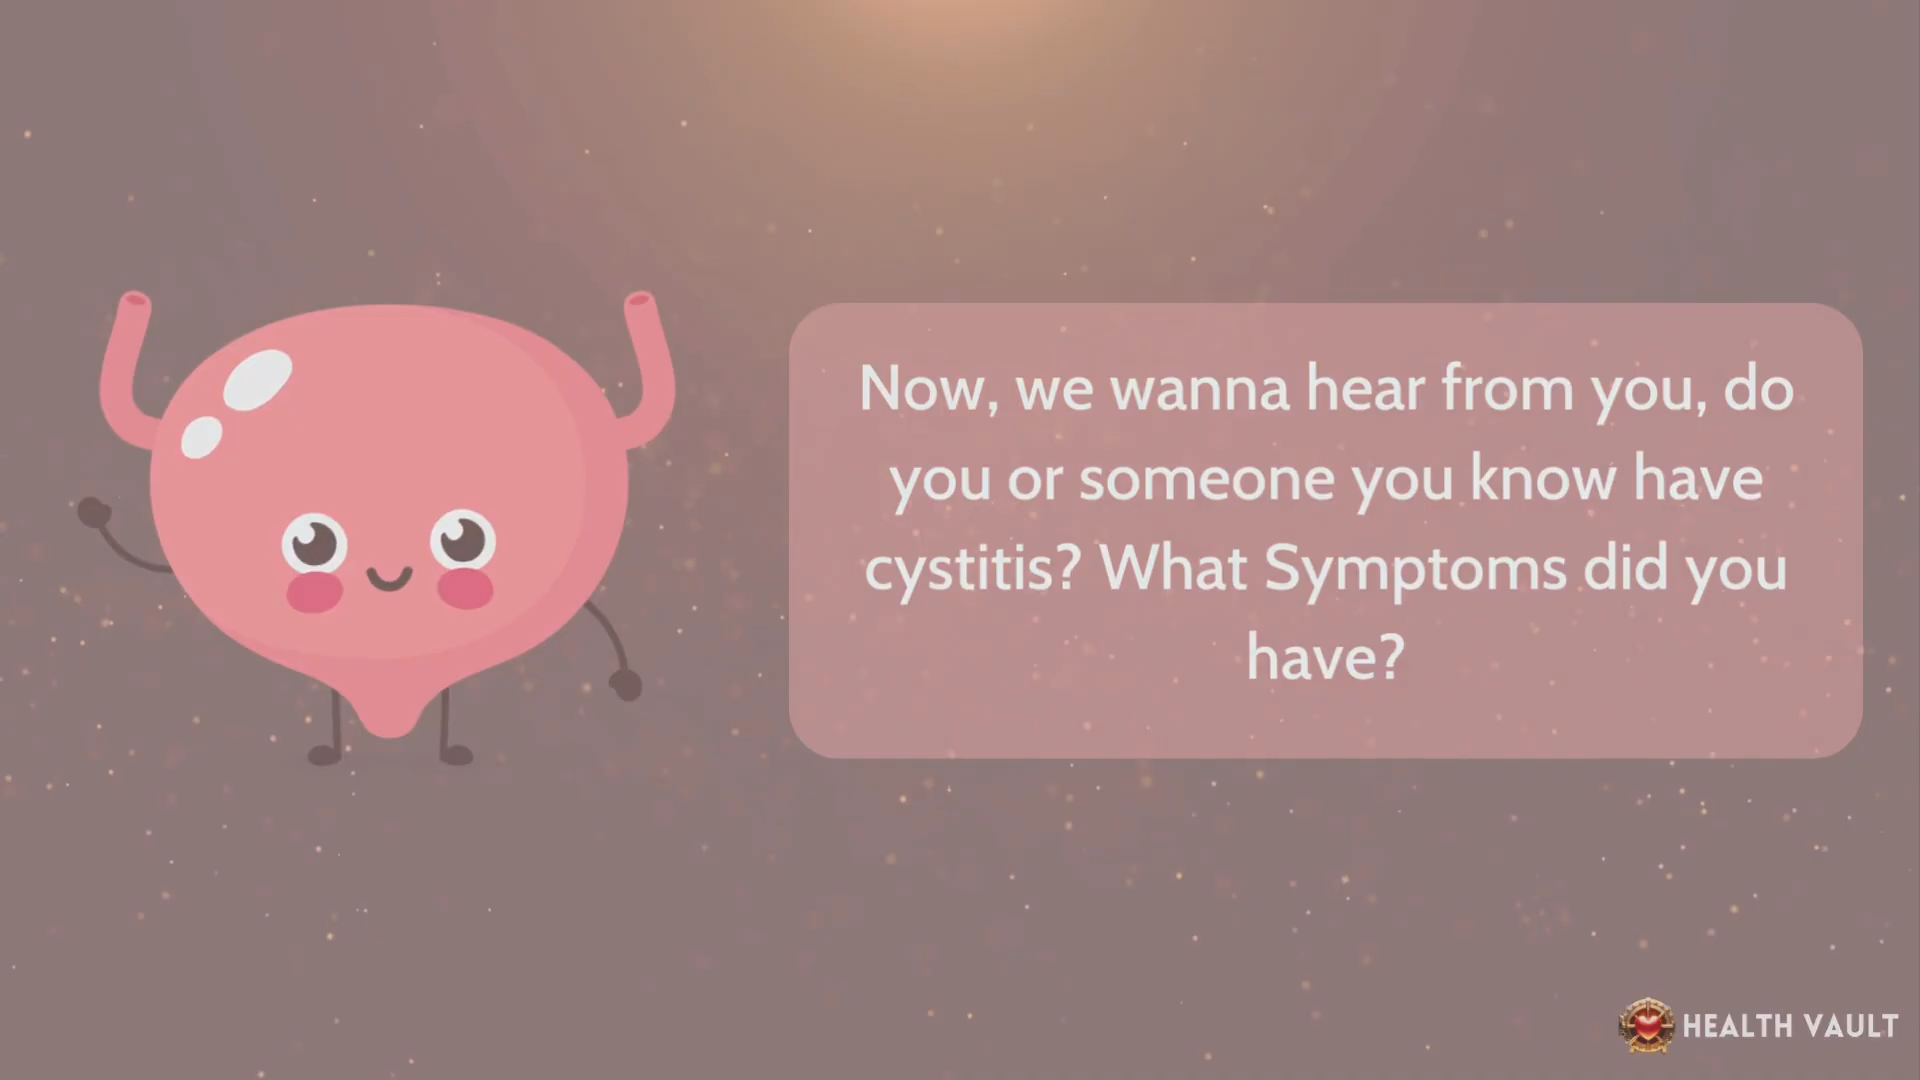 Now, we wanna hear from you, do
you or someone you know have
cystitis? What Symptoms did you
have?
HEALTH VAULT